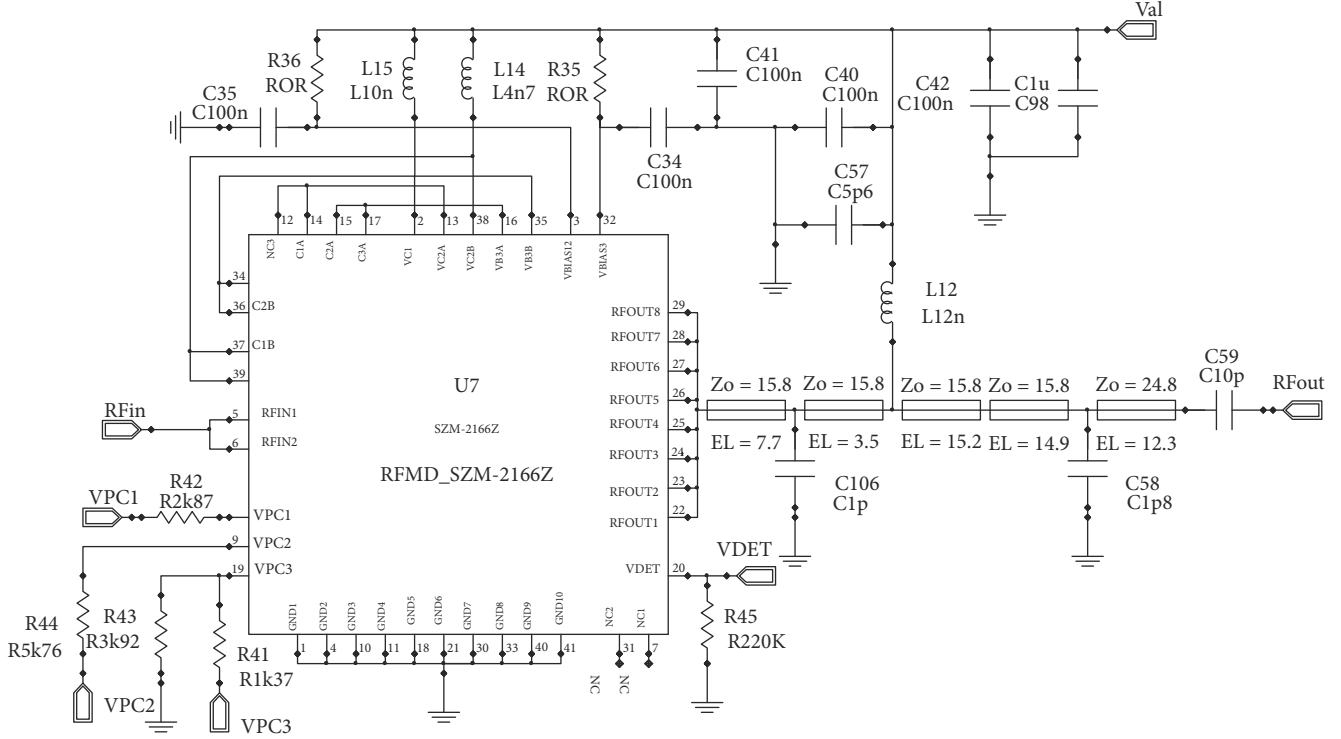 Val
R36
ROR
L15
L10n
L14
L4n7
R35
ROR
C41
C100n
C40
C100n
C42
C100n
C1u
C98
C35
C100n
C34
C100n
C57
C5p6
12
14
15
17
2
13
38
16
35
3
32
NC3
C1A
C2A
C3A
VC1
VC2A
VC2B
VB3A
VB3B
VBIAS12
VBIAS3
34
36
C2B
37
C1B
39
5
RFIN1
6
RFIN2
RFin
U7
SZM-2166Z
RFMD_SZM-2166Z
RFOUT8
29
RFOUT7
28
RFOUT6
27
RFOUT5
26
RFOUT4
25
RFOUT3
24
RFOUT2
23
RFOUT1
22
L12
L12n
Zo = 15.8
Zo = 15.8
Zo = 15.8
Zo = 15.8
Zo = 24.8
EL = 7.7
EL = 3.5
EL = 15.2
EL = 14.9
EL = 12.3
C59
C10p
RFout
C106
C1p
C58
C1p8
R42
R2k87
VPC1
VPC1
9
VPC2
19
VPC3
VDET
20
VDET
R44
R5k76
R43
R3k92
R41
R1k37
VPC2
VPC3
R45
R220K
GND1
GND2
GND3
GND4
GND5
GND6
GND7
GND8
GND9
GND10
NC2
NC1
1
4
10
11
18
21
30
33
40
41
31
7
NC
NC